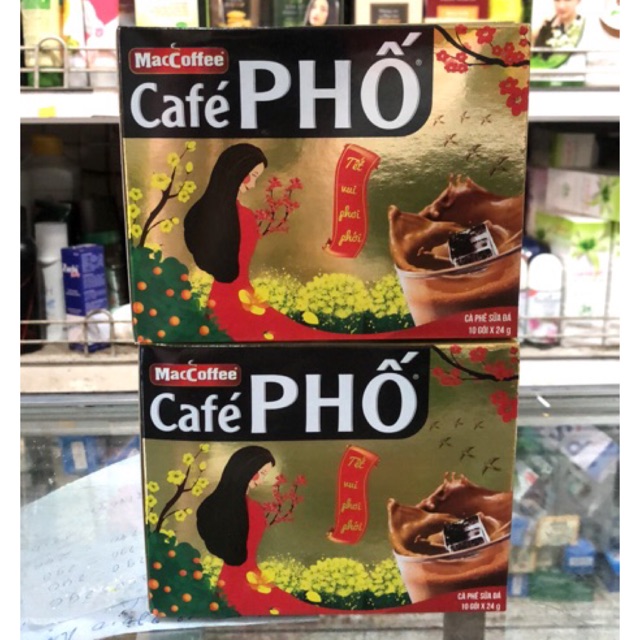 MacCoffee
Café PHỐ
Tết
vui
phơi
phới
CÀ PHÊ SỮA ĐÁ
10 GÓI X 24 g
MacCoffee
Café PHỐ
Tết
vui
phơi
phới
CÀ PHÊ SỮA ĐÁ
10 GÓI X 24 g